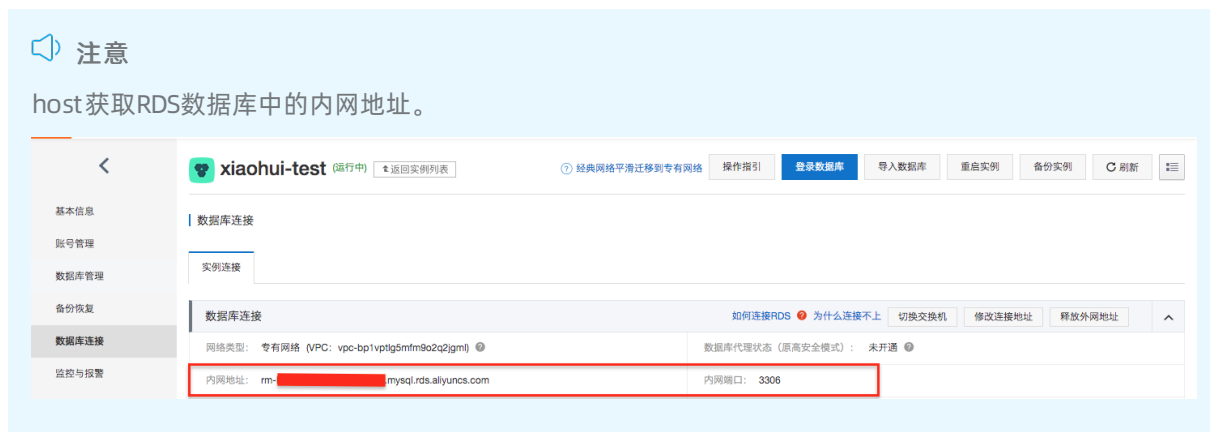 注意
host获取RDS数据库中的内网地址。
xiaohui-test (运行中) 返回实例列表 经典网络平滑迁移到专有网络 操作指引 登录数据库 导入数据库 重启实例 备份实例 刷新
基本信息
数据库连接
账号管理
实例连接
数据库管理
备份恢复
数据库连接 如何连接RDS 为什么连接不上 切换交换机 修改连接地址 释放外网地址
数据库连接
网络类型: 专有网络 (VPC: vpc-bp1vptlg5mfm9o2q2jgml) 数据库代理状态(原高安全模式): 未开通
监控与报警
内网地址: rm- .mysql.rds.aliyuncs.com 内网端口: 3306